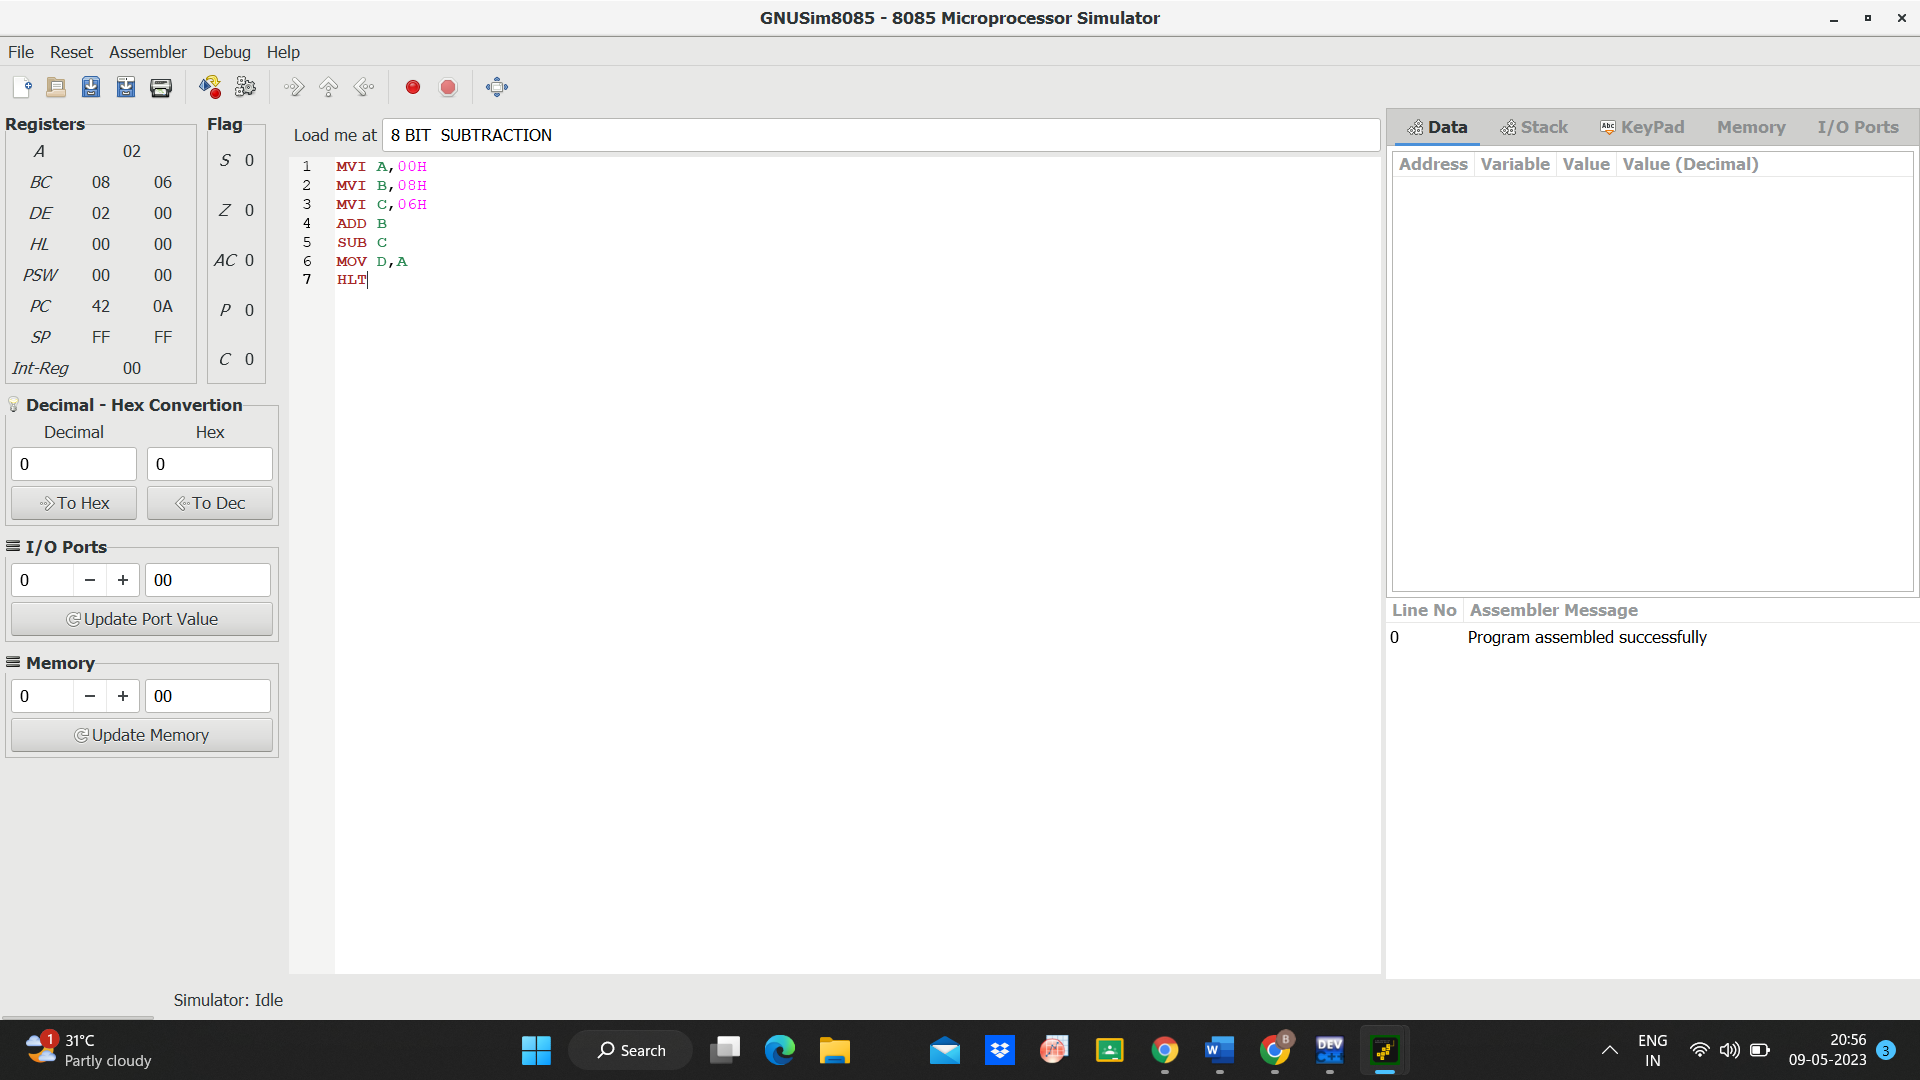 GNUSim8085 - 8085 Microprocessor Simulator
File Reset Assembler Debug Help
Registers
A 02
BC 08 06
DE 02 00
HL 00 00
PSW 00 00
PC 42 0A
SP FF FF
Int-Reg 00
Flag
S 0
Z 0
AC 0
P 0
C 0
Decimal - Hex Convertion
Decimal Hex
0 0
To Hex To Dec
I/O Ports
0 − + 00
Update Port Value
Memory
0 − + 00
Update Memory
Load me at 8 BIT  SUBTRACTION
1 MVI A,00H
2 MVI B,08H
3 MVI C,06H
4 ADD B
5 SUB C
6 MOV D,A
7 HLT
Data Stack Abc KeyPad Memory I/O Ports
Address Variable Value Value (Decimal)
Line No Assembler Message
0 Program assembled successfully
Simulator: Idle
1 31°C
Partly cloudy
Search
W
B
DEV
C++
ENG
IN
20:56
09-05-2023
3